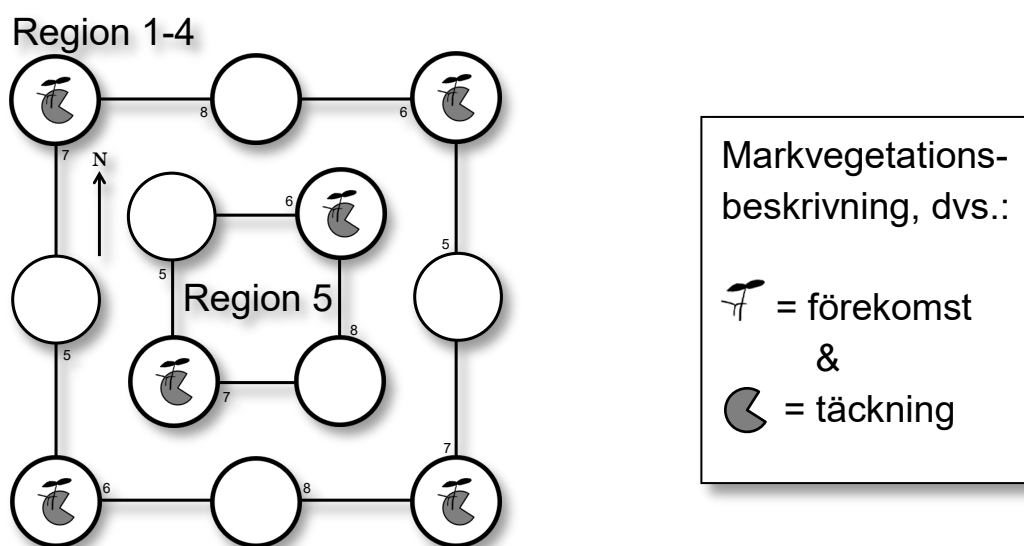 Region 1-4
8
6
7
N
6
5
5
Region 5
8
5
7
7
6
8
Markvegetations-
beskrivning, dvs.:
= förekomst
&
= täckning